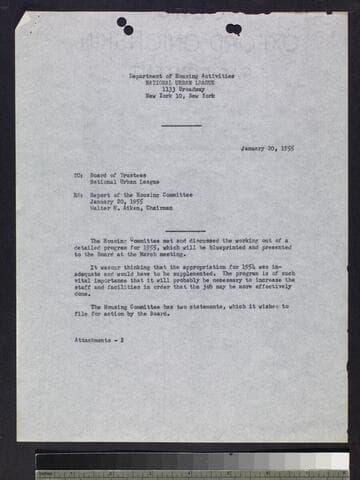 Department of Housing Activities
NATIONAL URBAN LEAGUE
1133 Broadway
New York 10, New York
January 20, 1955
TO: Board of Trustees
National Urban League
RE: Report of the Housing Committee
January 20, 1955
Walter H. Aiken, Chairman
The Housing Committee met and discussed the working out of a
detailed program for 1955, which will be blueprinted and presented
to the Board at the March meeting.
It wasour thinking that the appropriation for 1954 was in-
adequate and would have to be supplemented. The program is of such
vital importance that it will probably be necessary to increase the
staff and facilities in order that the job may be more effectively
done.
The Housing Committee has two statements, which it wishes to
file for action by the Board.
Attachments - 2